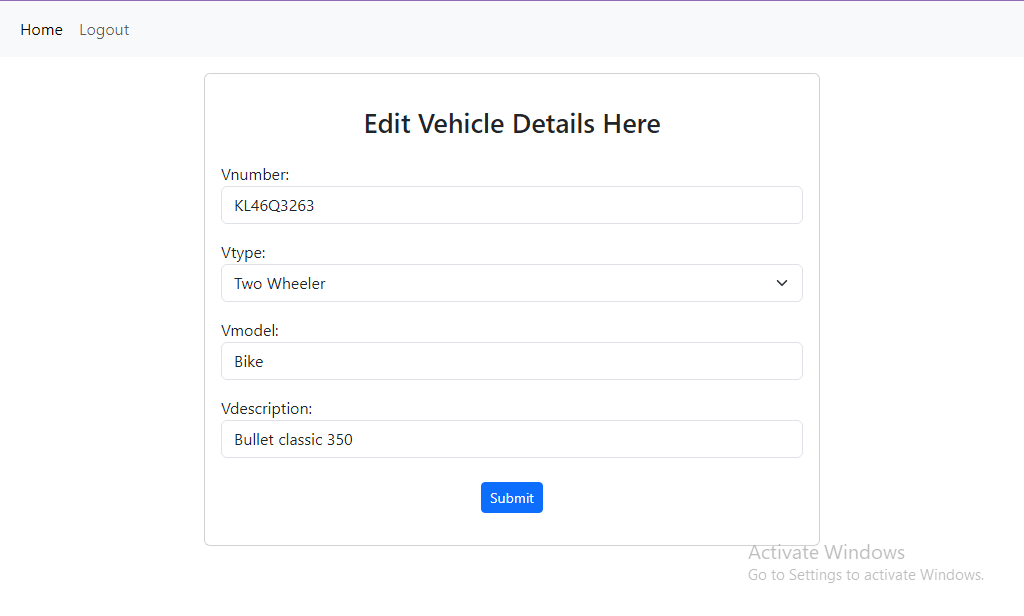 Home Logout
Edit Vehicle Details Here
Vnumber:
KL46Q3263
Vtype:
Two Wheeler
Vmodel:
Bike
Vdescription:
Bullet classic 350
Submit
Activate Windows
Go to Settings to activate Windows.